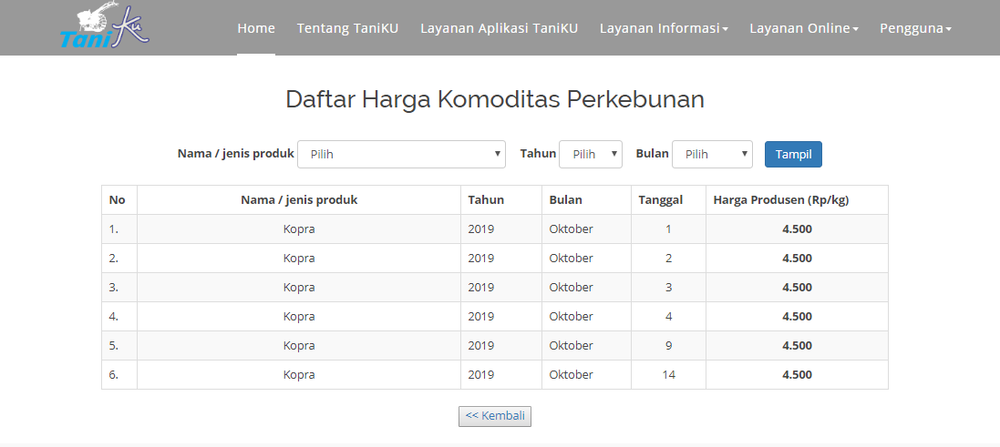 Tani Ku
Home Tentang TaniKU Layanan Aplikasi TaniKU Layanan Informasi Layanan Online Pengguna
Daftar Harga Komoditas Perkebunan
Nama / jenis produk Pilih Tahun Pilih Bulan Pilih Tampil
No Nama / jenis produk Tahun Bulan Tanggal Harga Produsen (Rp/kg)
1. Kopra 2019 Oktober 1 4.500
2. Kopra 2019 Oktober 2 4.500
3. Kopra 2019 Oktober 3 4.500
4. Kopra 2019 Oktober 4 4.500
5. Kopra 2019 Oktober 9 4.500
6. Kopra 2019 Oktober 14 4.500
<< Kembali